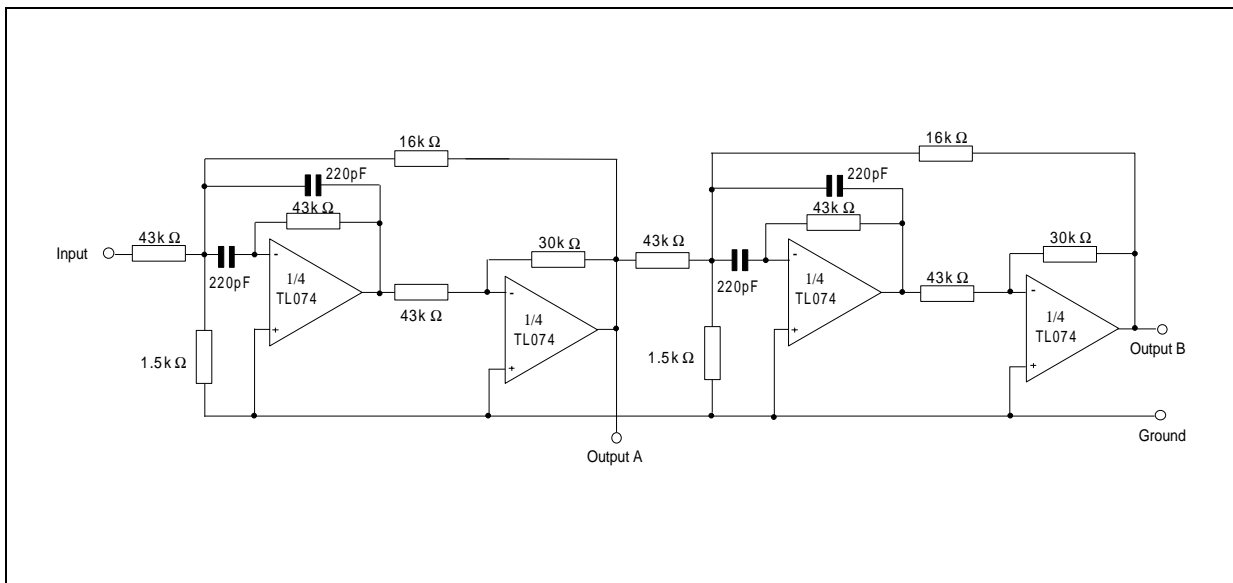 16k Ω
16k Ω
220pF
220pF
43k Ω
43k Ω
Input
43k Ω
30k Ω
43k Ω
30k Ω
-
-
220pF
1/4
TL074
-
220pF
1/4
TL074
-
43k Ω
1/4
TL074
43k Ω
1/4
TL074
+
+
Output B
1.5k Ω
+
1.5k Ω
+
Ground
Output A